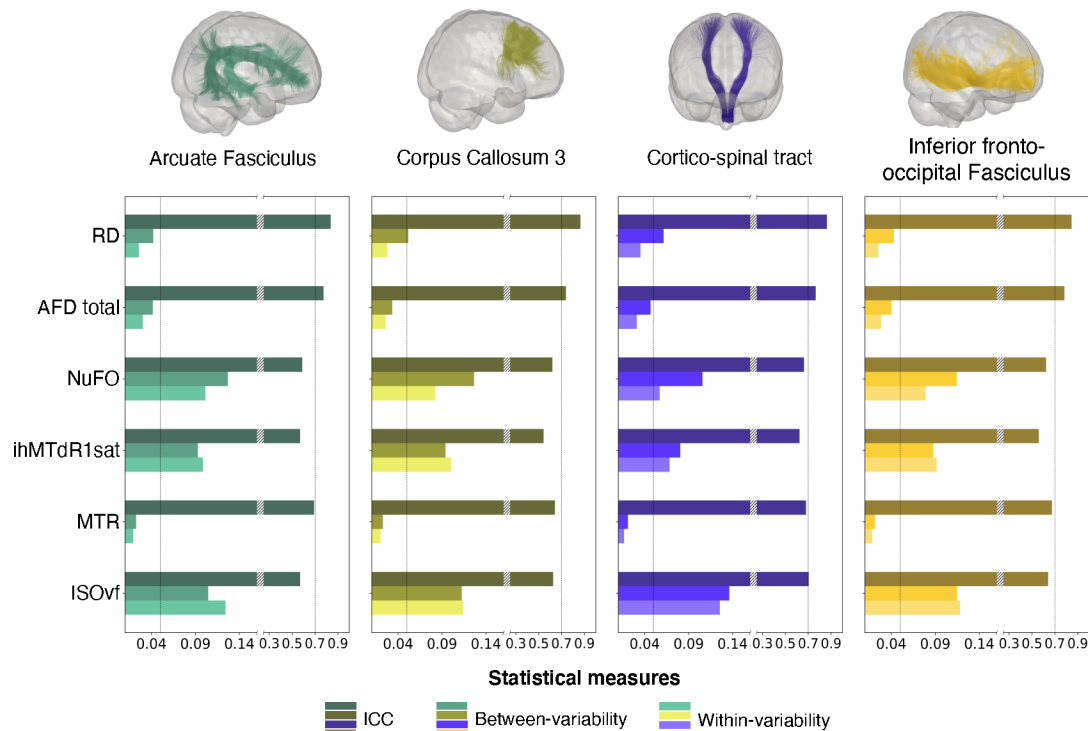 Arcuate Fasciculus
Corpus Callosum 3
Cortico-spinal tract
Inferior fronto-
occipital Fasciculus
RD
AFD total
NuFO
ihMTdR1sat
MTR
ISOvf
0.04 0.09 0.14 0.3 0.5 0.7 0.9
0.04 0.09 0.14 0.3 0.5 0.7 0.9
0.04 0.09 0.14 0.3 0.5 0.7 0.9
0.04 0.09 0.14 0.3 0.5 0.7 0.9
Statistical measures
ICC
Between-variability
Within-variability